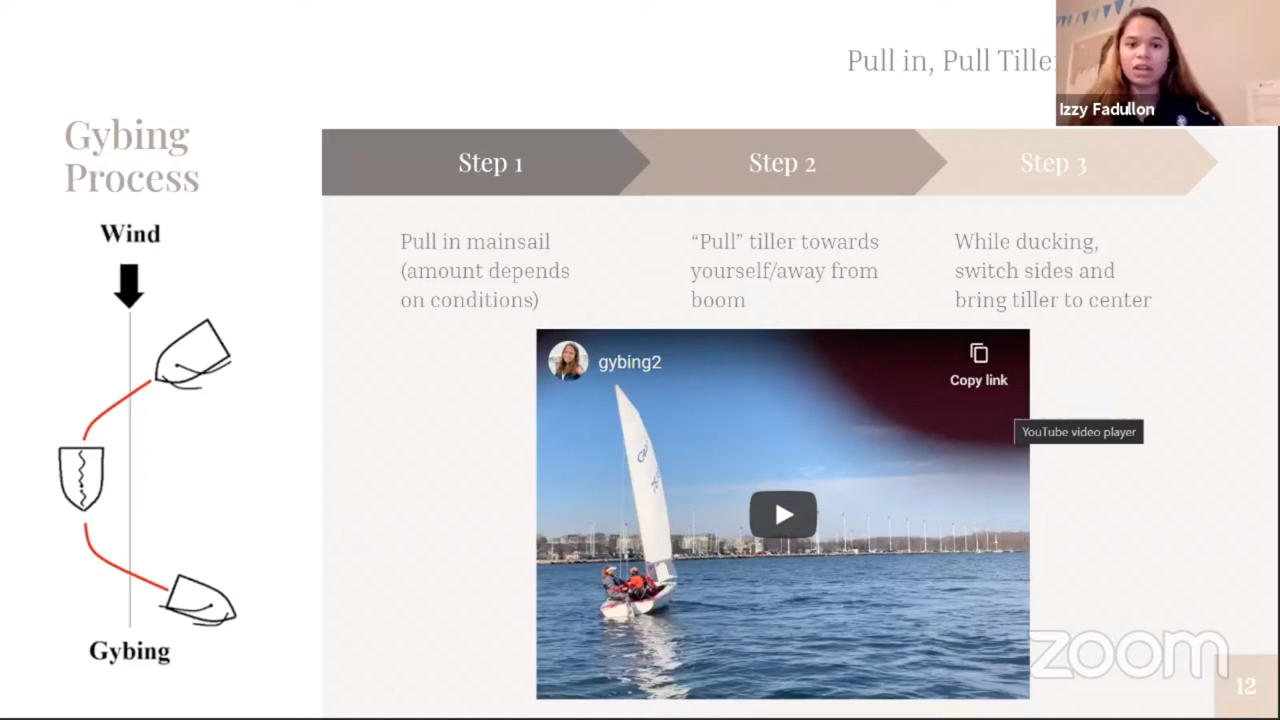 Pull in, Pull Tiller
Izzy Fadullon
Gybing
Process
Step 1
Step 2
Step 3
Wind
Pull in mainsail
(amount depends
on conditions)
“Pull” tiller towards
yourself/away from
boom
While ducking,
switch sides and
bring tiller to center
gybing2
Copy link
YouTube video player
Gybing
zoom
12